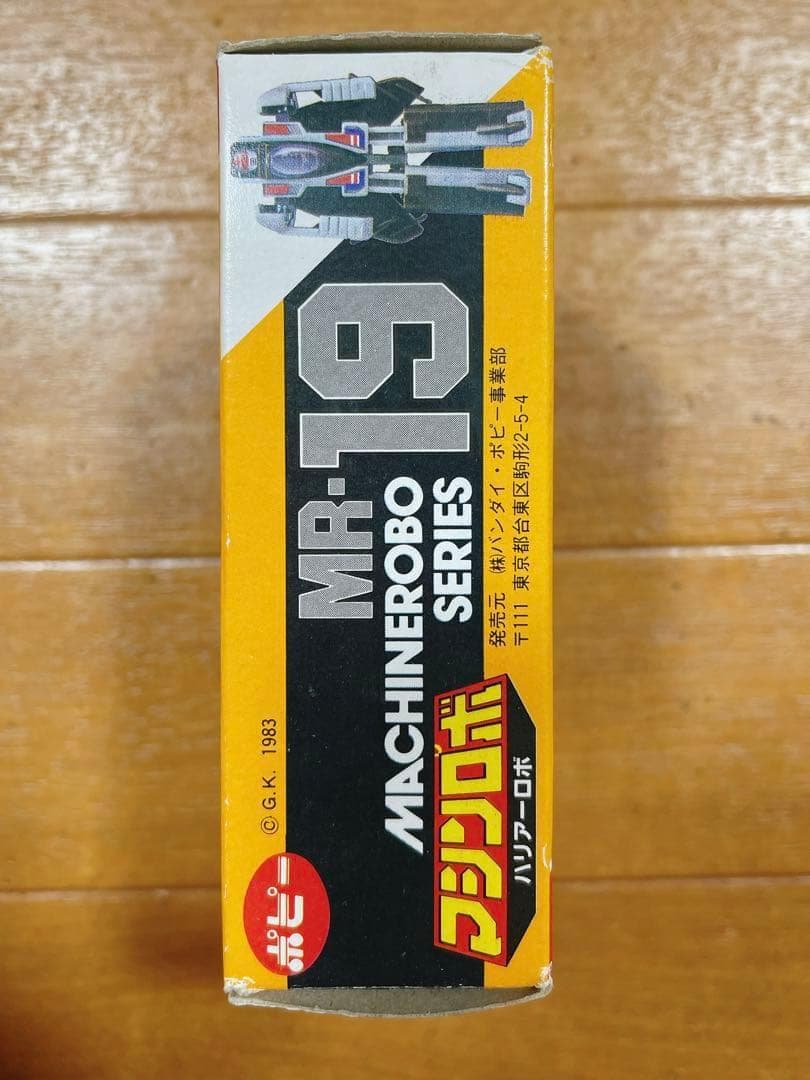 ポピー
© G.K. 1983
MR-19
MACHINEROBO
SERIES
マシンロボ
ハリアーロボ
発売元 (株)バンダイ・ポピー事業部
〒111 東京都台東区駒形2-5-4